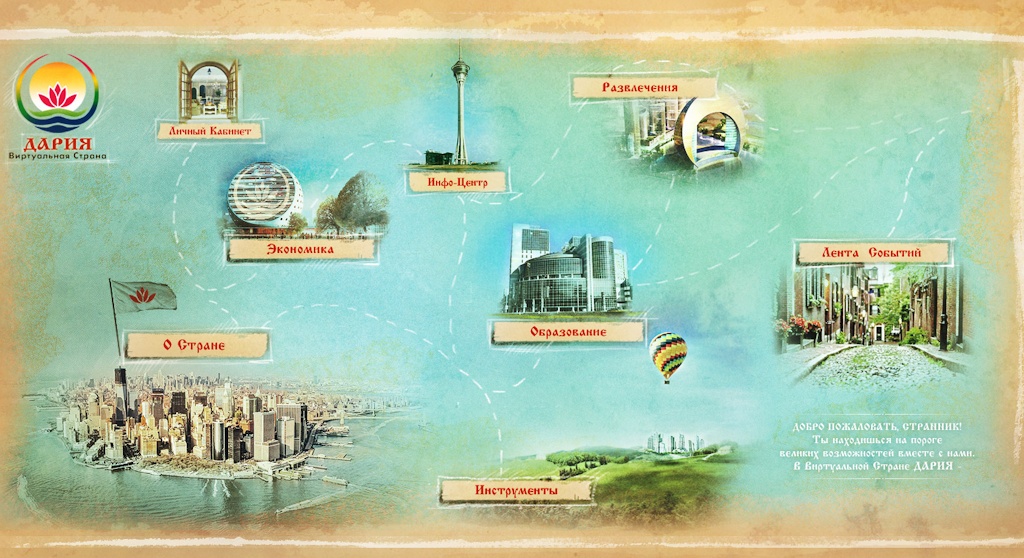 ДАРИЯ
Виртуальная Страна
Личный Кабинет
Инфо-Центр
Развлечения
Экономика
Лента Событий
Образование
О Стране
Инструменты
ДОБРО ПОЖАЛОВАТЬ, СТРАННИК!
Ты находишься на пороге
великих возможностей вместе с нами.
В Виртуальной Стране ДАРИЯ